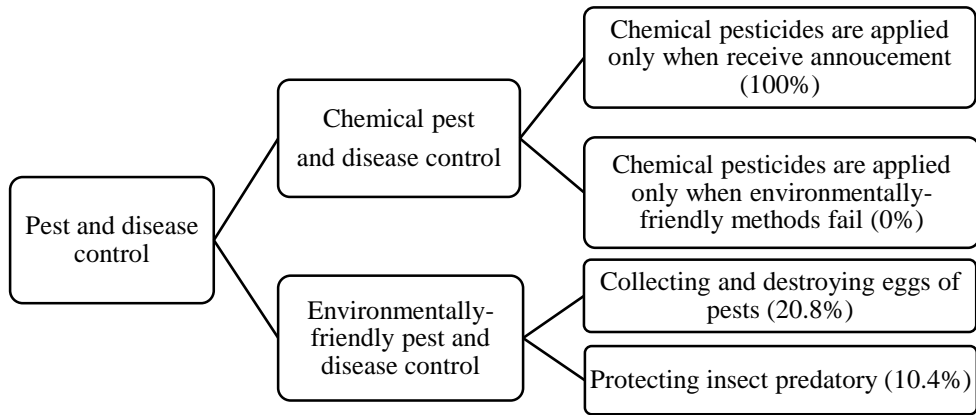 Pest and disease
control
Chemical pest
and disease control
Chemical pesticides are applied
only when receive annoucement
(100%)
Chemical pesticides are
applied only when environmentally-
friendly methods fail (0%)
Environmentally-
friendly pest and
disease control
Collecting and destroying eggs of
pests (20.8%)
Protecting insect predatory (10.4%)